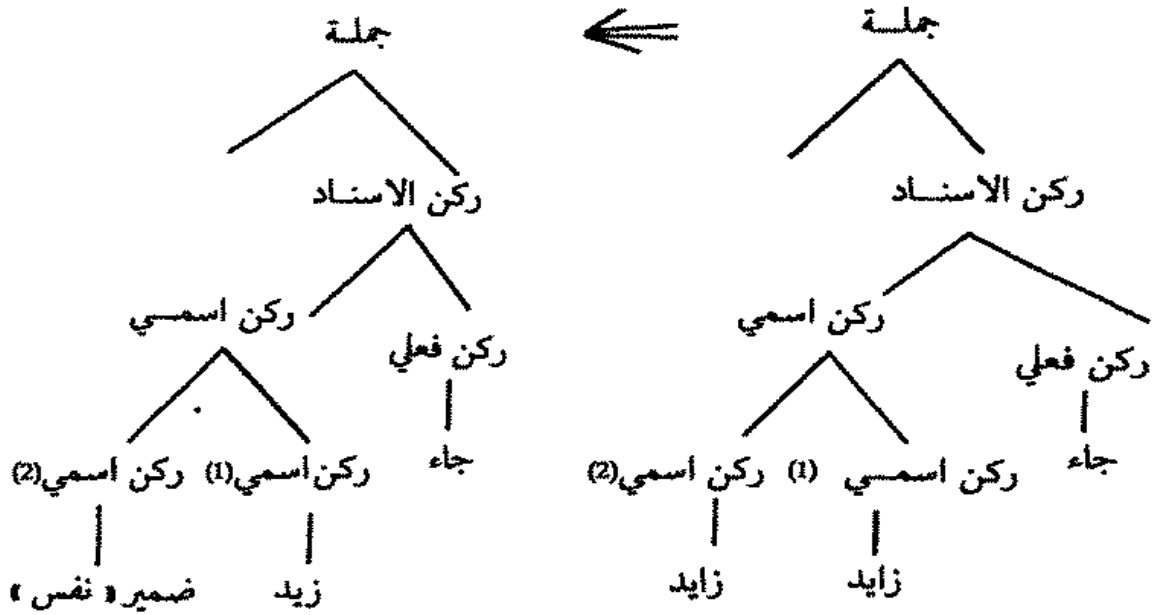 جملة
جملة
ركن الاسناد
ركن الاسناد
ركن اسمي
ركن فعلي
ركن اسمي
ركن فعلي
جاء
ركن اسمي (1)
ركن اسمي(2)
جاء
ركن اسمي(1)
ركن اسمي(2)
زايد
زايد
زيد
ضمير « نفس »